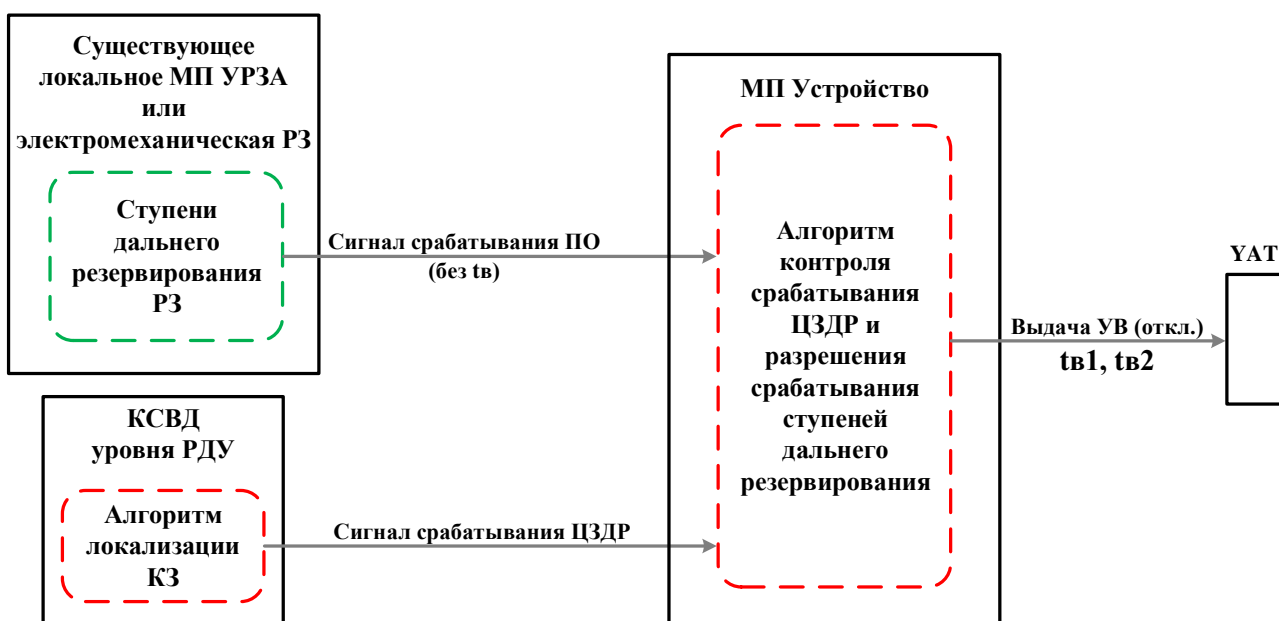 Существующее
локальное МП УРЗА
или
электромеханическая РЗ
Ступени
дальнего
резервирования
РЗ
Сигнал срабатывания ПО
(без tв)
КСВД
уровня РДУ
Алгоритм
локализации
КЗ
Сигнал срабатывания ЦЗДР
МП Устройство
Алгоритм
контроля
срабатывания
ЦЗДР и
разрешения
срабатывания
ступеней
дальнего
резервирования
Выдача УВ (откл.)
tв1, tв2
YAT